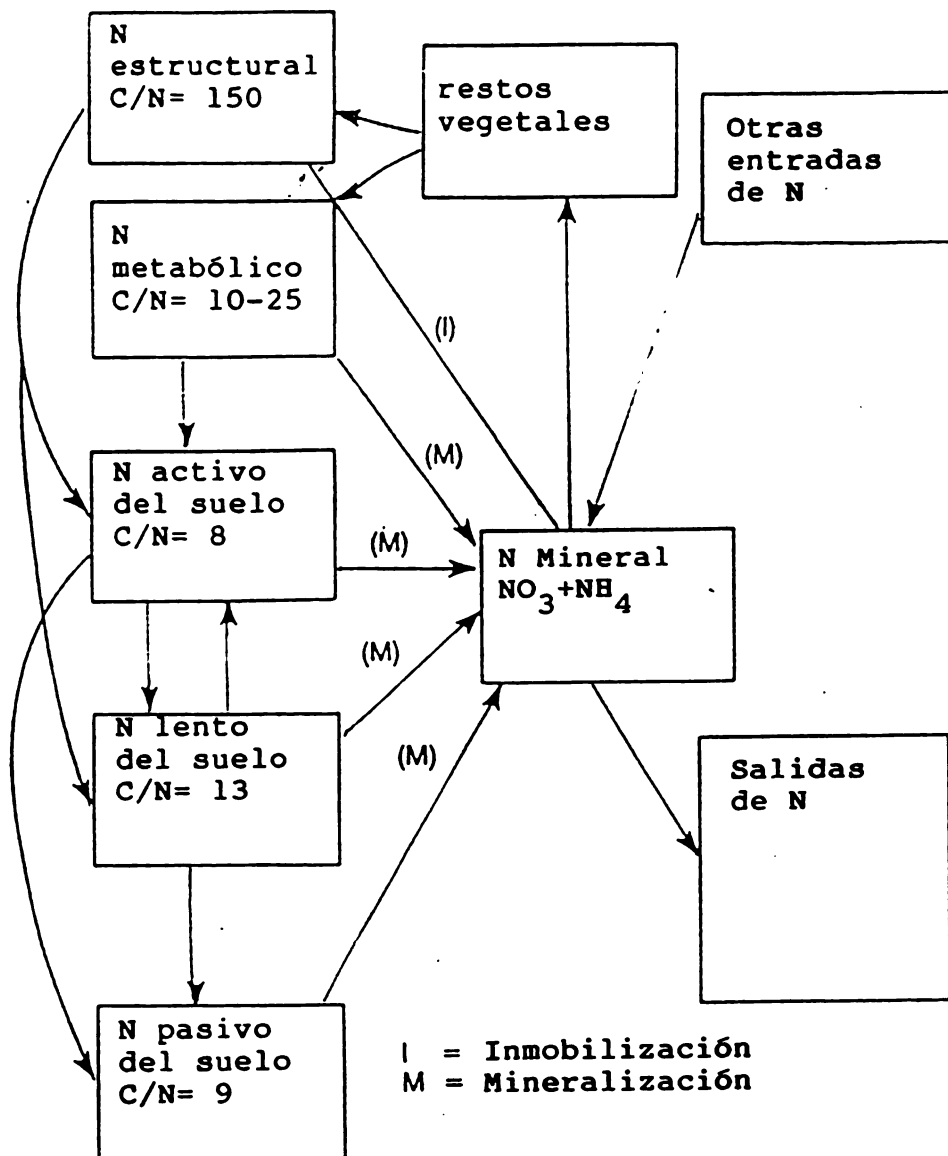 N
estructural
C/N= 150
restos
vegetales
Otras
entradas
de N
N
metabólico
C/N= 10-25
(I)
(M)
N activo
del suelo
C/N= 8
(M)
N Mineral
NO3+NH4
(M)
N lento
del suelo
C/N= 13
(M)
Salidas
de N
N pasivo
del suelo
C/N= 9
I = Inmobilización
M = Mineralización